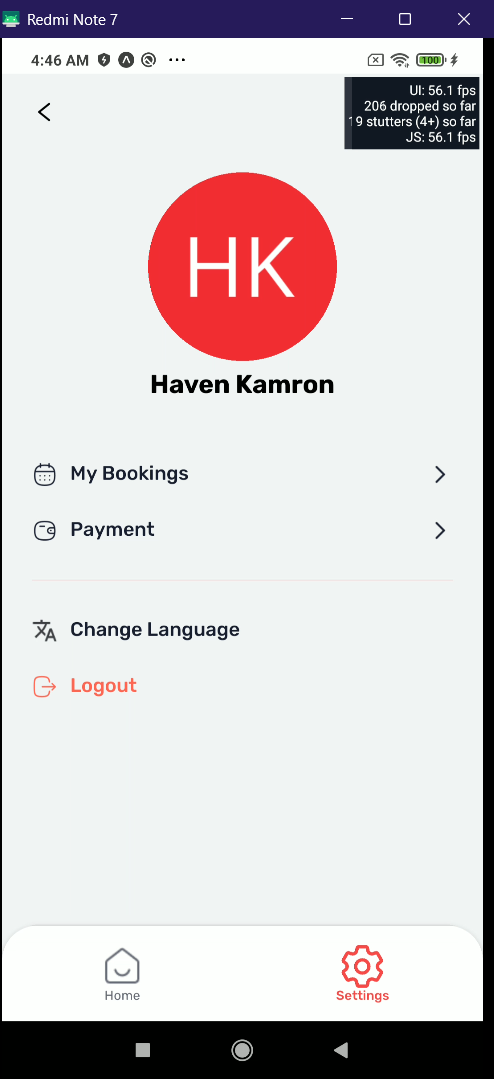 Redmi Note 7
4:46 AM
100
UI: 56.1 fps
206 dropped so far
19 stutters (4+) so far
JS: 56.1 fps
HK
Haven Kamron
My Bookings
Payment
Change Language
Logout
Home
Settings